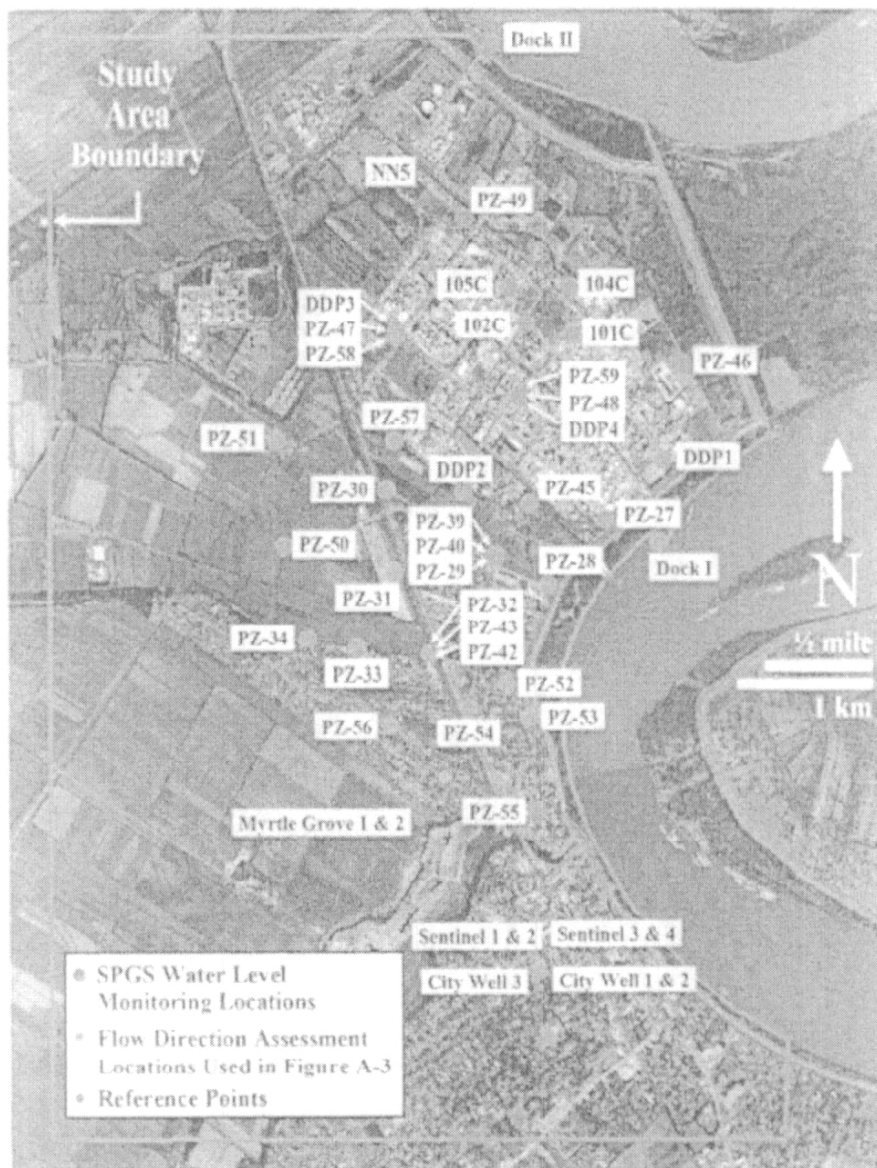 Dock II
Study
Area
Boundary
NN5
PZ-49
105C
104C
DDP3
PZ-47
102C
101C
PZ-58
PZ-46
PZ-59
PZ-48
PZ-57
DDP4
PZ-51
DDP2
DDP1
PZ-30
PZ-45
PZ-39
PZ-27
PZ-50
PZ-40
PZ-29
PZ-28
Dock I
N
PZ-31
PZ-32
PZ-43
PZ-42
PZ-34
PZ-33
½ mile
PZ-52
1 km
PZ-53
PZ-56
PZ-54
PZ-55
Myrtle Grove 1 & 2
Sentinel 1 & 2
Sentinel 3 & 4
City Well 3
City Well 1 & 2
SPGS Water Level
Monitoring Locations
Flow Direction Assessment
Locations Used in Figure A-3
Reference Points